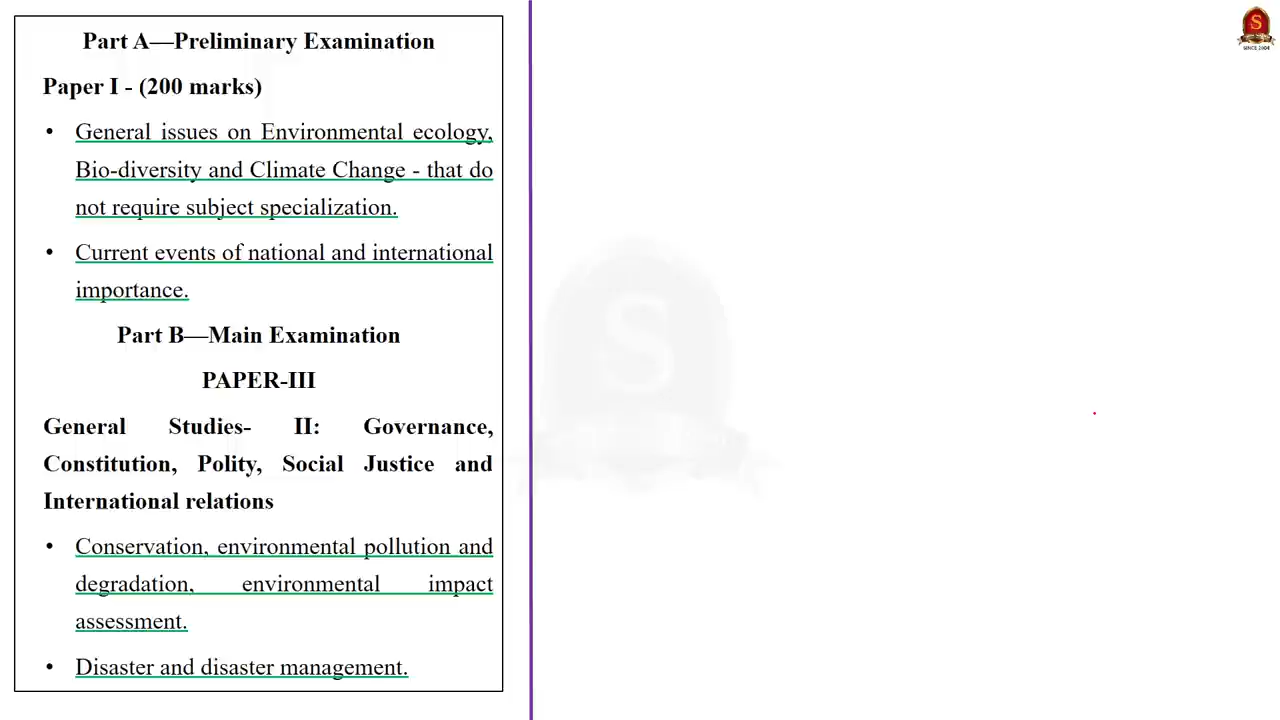 Part A—Preliminary Examination
Paper I - (200 marks)
• General issues on Environmental ecology,
Bio-diversity and Climate Change - that do
not require subject specialization.
• Current events of national and international
importance.
Part B—Main Examination
PAPER-III
General Studies- II: Governance,
Constitution, Polity, Social Justice and
International relations
• Conservation, environmental pollution and
degradation, environmental impact
assessment.
• Disaster and disaster management.
S
SINCE 2004
S